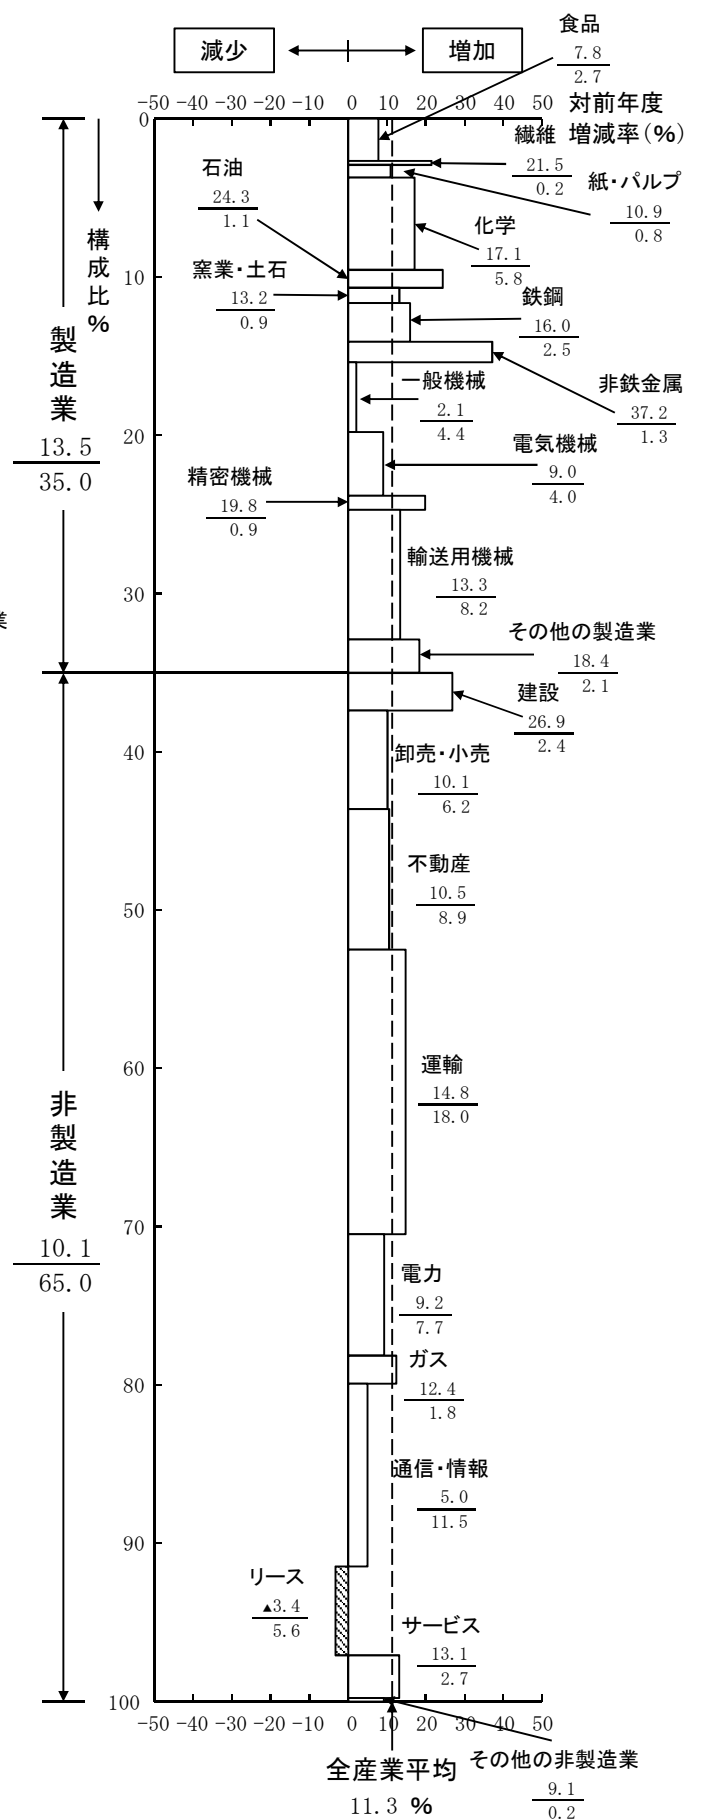 食品
7.8
2.7
減少
増加
−50 −40 −30 −20 −10 0 10 20 30 40 50
対前年度
増減率(%)
0
10
20
30
40
50
60
70
80
90
100
構成比%
製造業
13.5
35.0
非製造業
10.1
65.0
業
繊維
21.5
0.2
紙・パルプ
10.9
0.8
石油
24.3
1.1
化学
17.1
5.8
窯業・土石
13.2
0.9
鉄鋼
16.0
2.5
非鉄金属
37.2
1.3
一般機械
2.1
4.4
電気機械
9.0
4.0
精密機械
19.8
0.9
輸送用機械
13.3
8.2
その他の製造業
18.4
2.1
建設
26.9
2.4
卸売・小売
10.1
6.2
不動産
10.5
8.9
運輸
14.8
18.0
電力
9.2
7.7
ガス
12.4
1.8
通信・情報
5.0
11.5
リース
▲3.4
5.6
サービス
13.1
2.7
−50 −40 −30 −20 −10 0 10 20 30 40 50
全産業平均
11.3 %
その他の非製造業
9.1
0.2